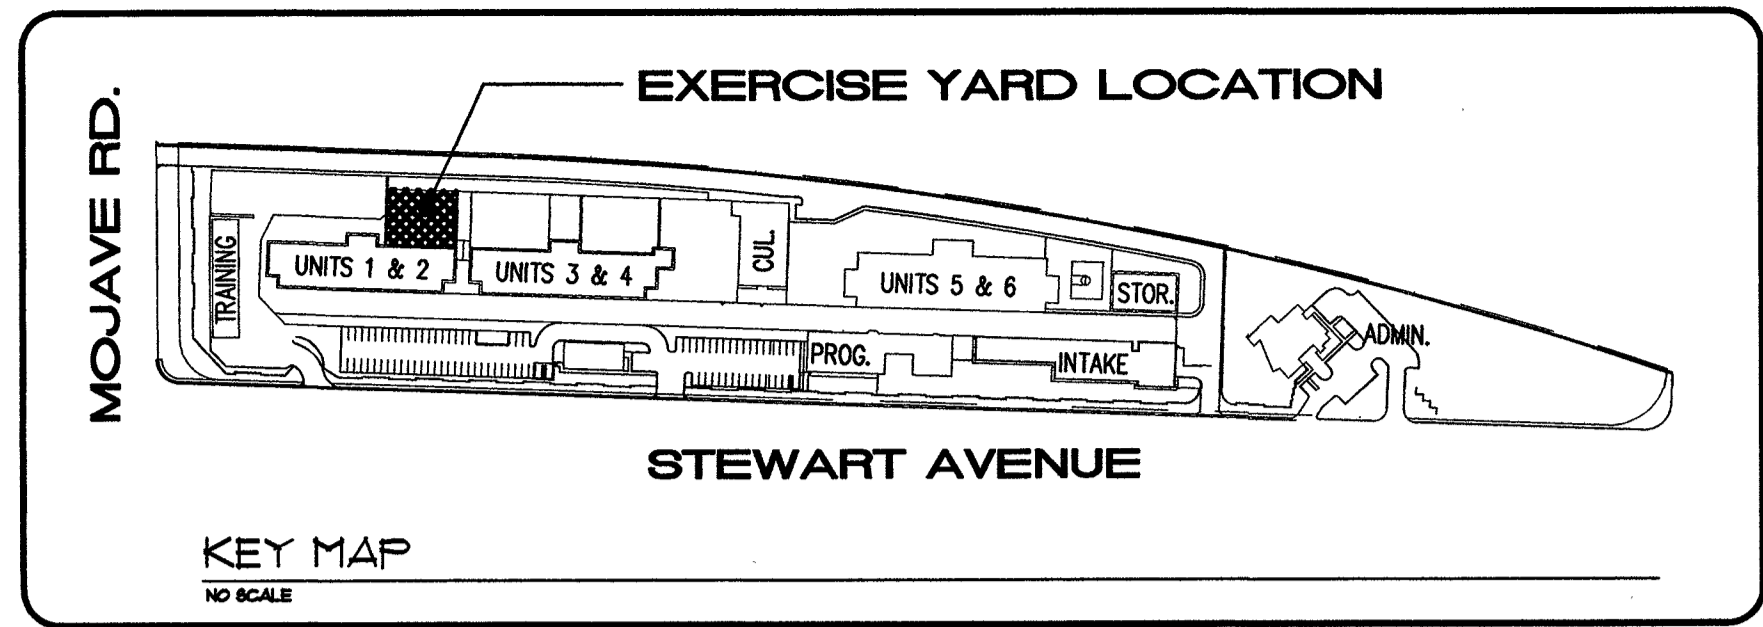 EXERCISE YARD LOCATION
MOJAVE RD.
TRAINING
UNITS 1 & 2
UNITS 3 & 4
CUL.
UNITS 5 & 6
STOR.
ADMIN.
PROG.
INTAKE
STEWART AVENUE
KEY MAP
NO SCALE